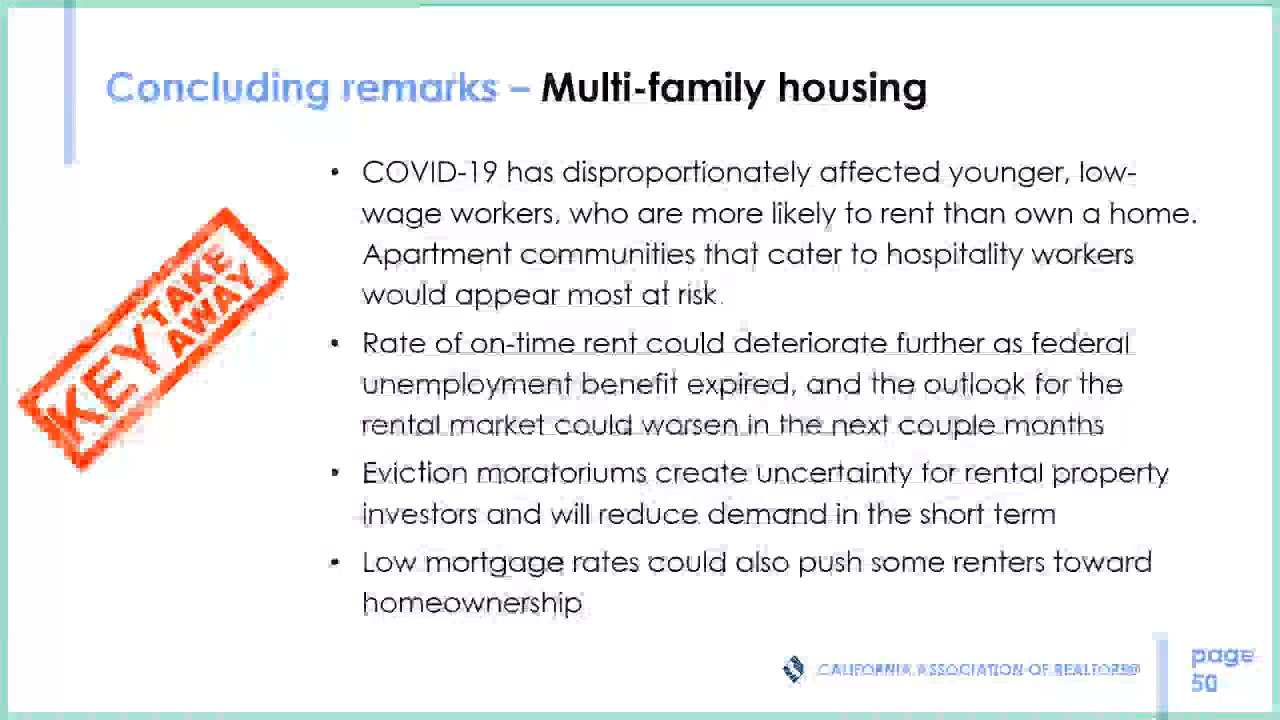 Concluding remarks – Multi-family housing
• COVID-19 has disproportionately affected younger, low-
wage workers, who are more likely to rent than own a home.
Apartment communities that cater to hospitality workers
would appear most at risk.
• Rate of on-time rent could deteriorate further as federal
unemployment benefit expired, and the outlook for the
rental market could worsen in the next couple months
• Eviction moratoriums create uncertainty for rental property
investors and will reduce demand in the short term
• Low mortgage rates could also push some renters toward
homeownership
KEY TAKE
AWAY
CALIFORNIA ASSOCIATION OF REALTORS®
page
50